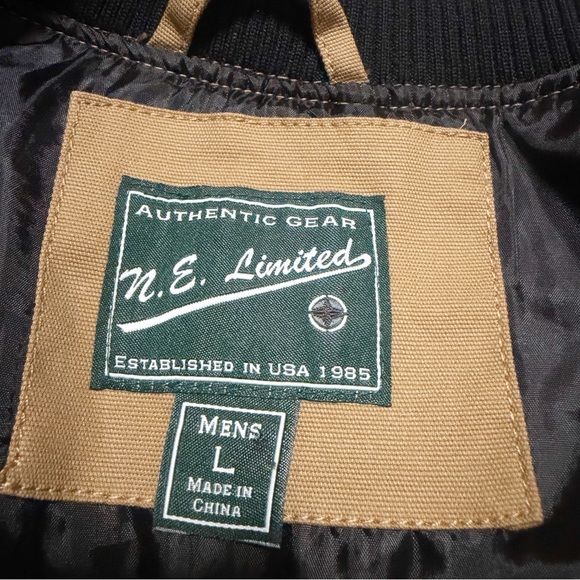 AUTHENTIC GEAR
N.E. Limited
ESTABLISHED IN USA 1985
MENS
L
MADE IN
CHINA